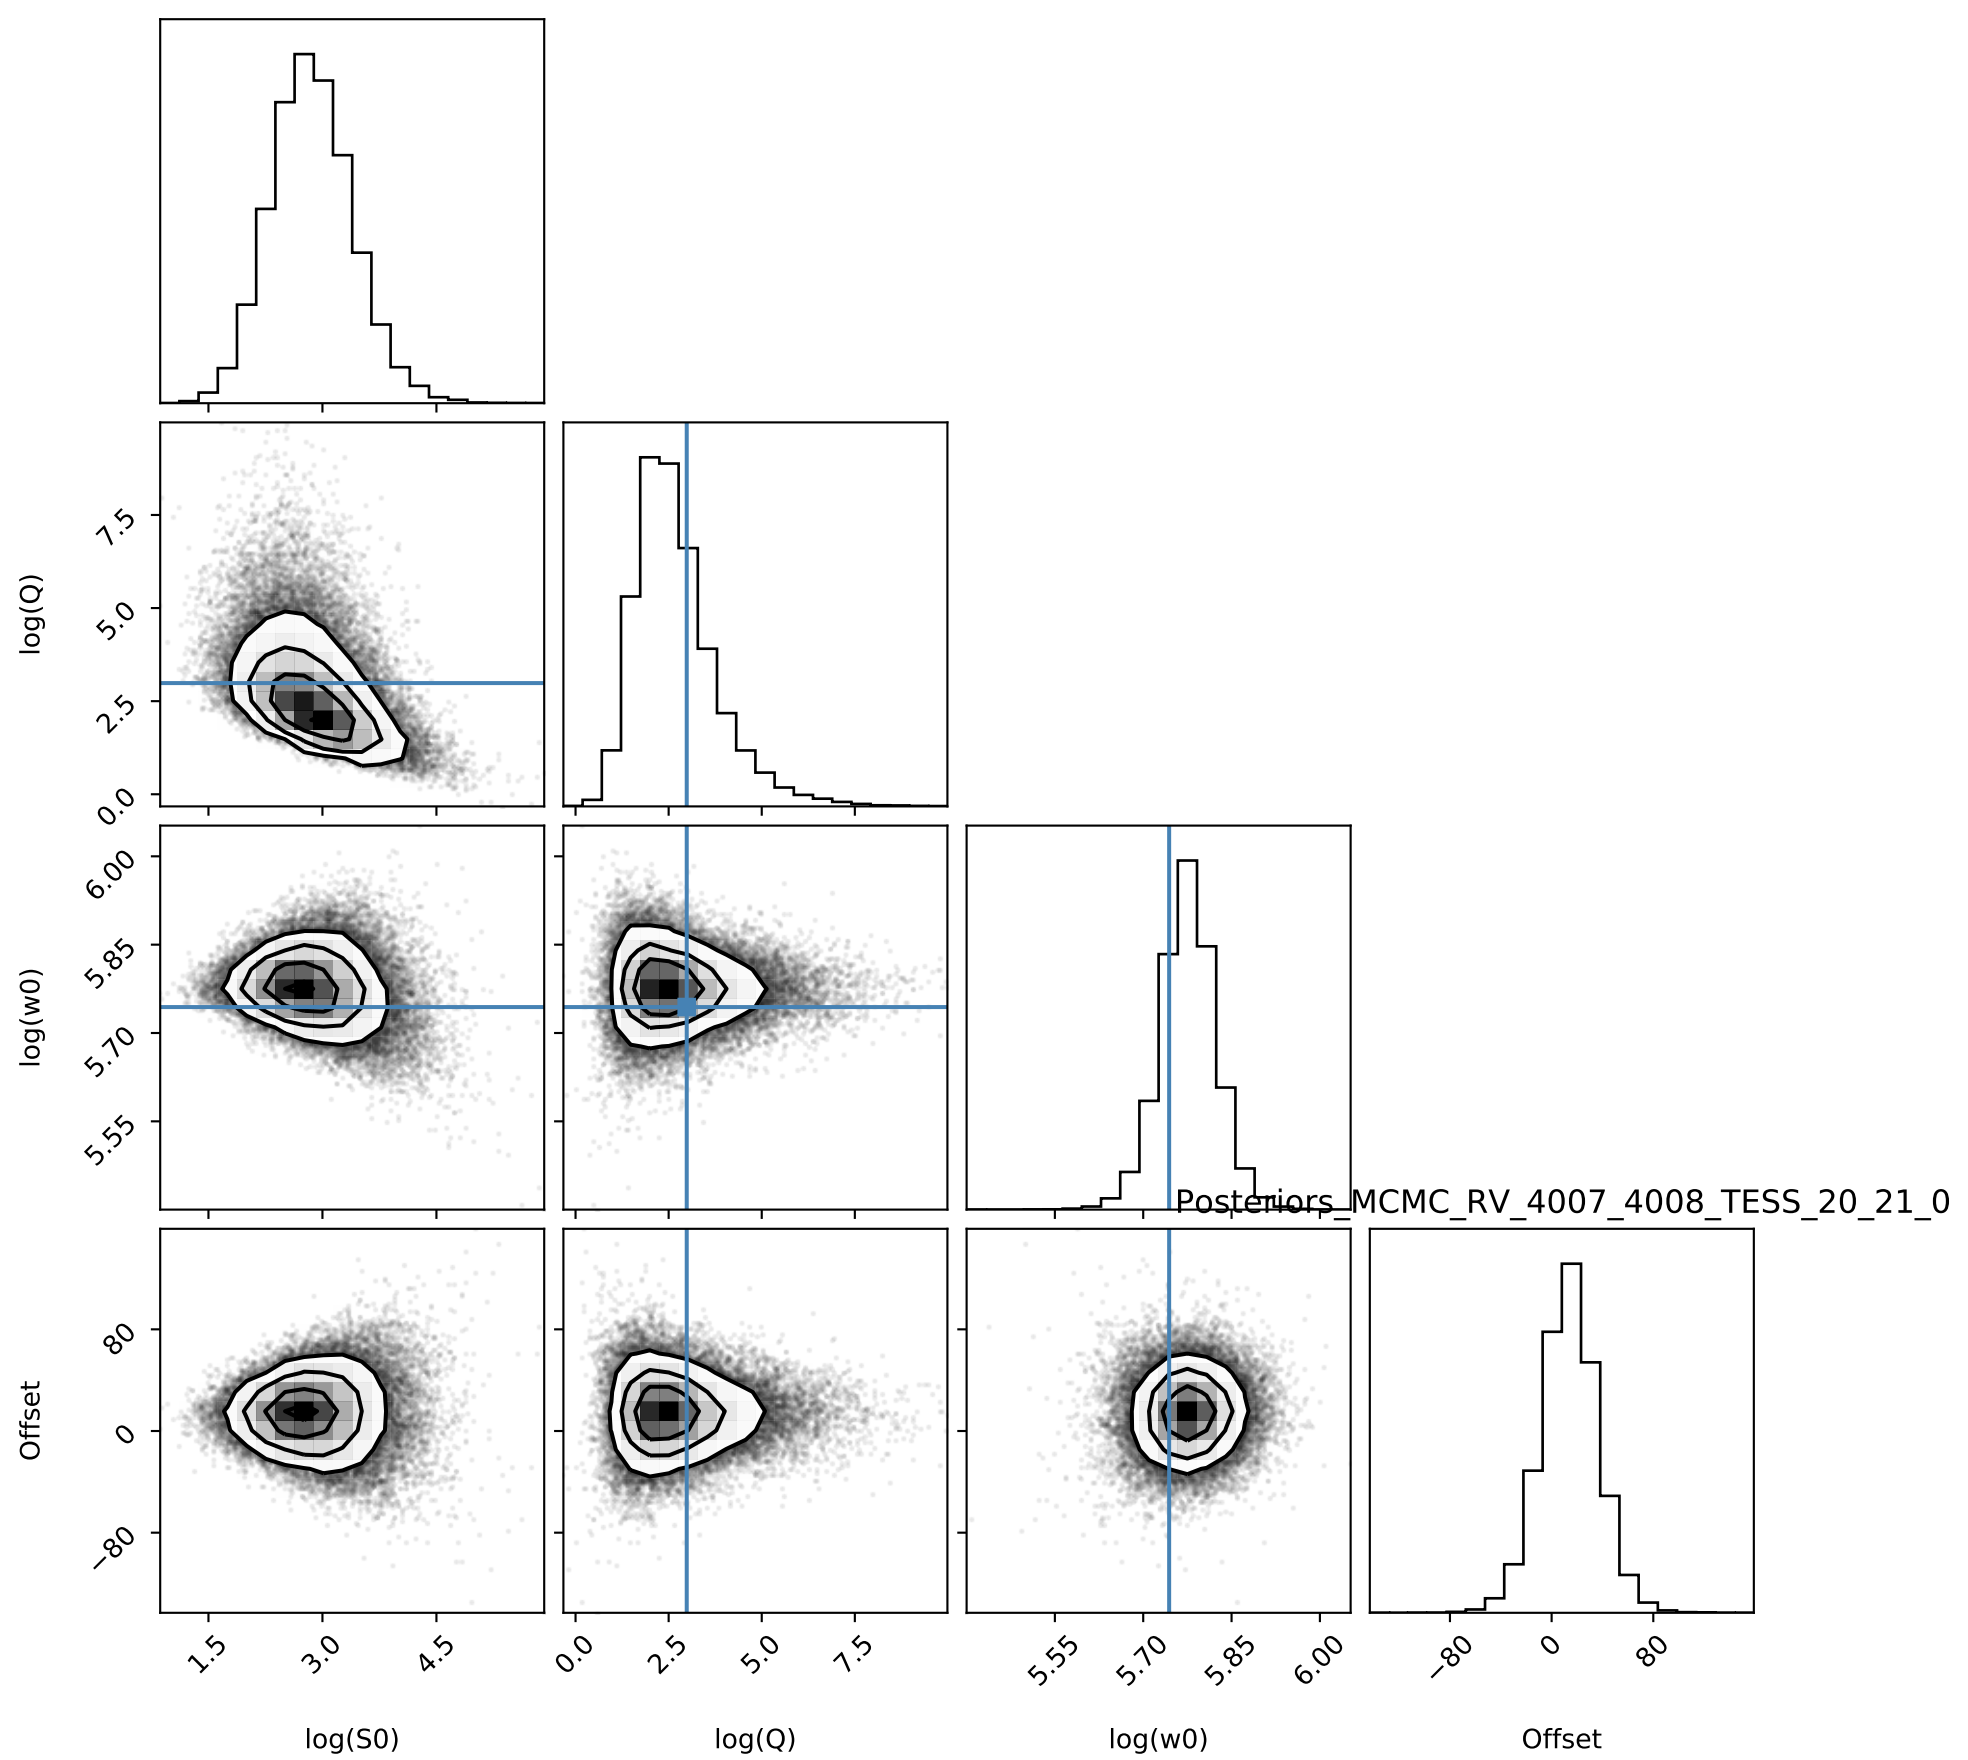 log(Q)
7.5
5.0
2.5
0.0
log(w0)
6.00
5.85
5.70
5.55
Posteriors_MCMC_RV_4007_4008_TESS_20_21_0
Offset
80
0
−80
1.5 3.0 4.5 0.0 2.5 5.0 7.5 5.55 5.70 5.85 6.00 −80 0 80
log(S0) log(Q) log(w0) Offset